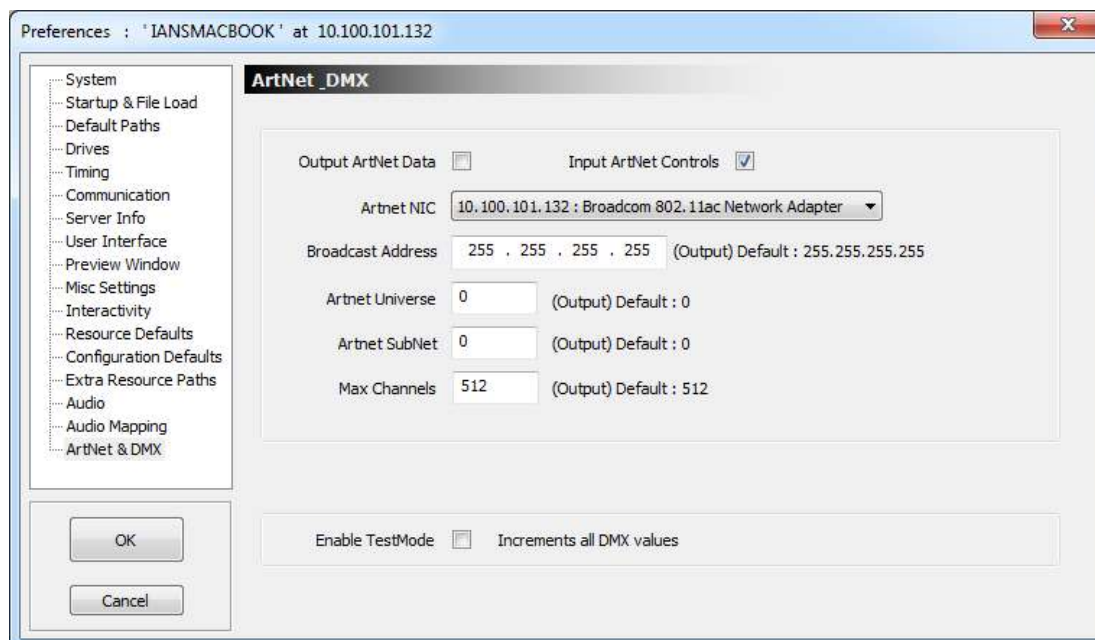 Preferences : 'IANSMACBOOK' at 10.100.101.132
x
System
Startup & File Load
Default Paths
Drives
Timing
Communication
Server Info
User Interface
Preview Window
Misc Settings
Interactivity
Resource Defaults
Configuration Defaults
Extra Resource Paths
Audio
Audio Mapping
ArtNet & DMX
OK
Cancel
ArtNet _DMX
Output ArtNet Data Input ArtNet Controls
Artnet NIC 10.100.101.132 : Broadcom 802.11ac Network Adapter
Broadcast Address 255 . 255 . 255 . 255 (Output) Default : 255.255.255.255
Artnet Universe 0 (Output) Default : 0
Artnet SubNet 0 (Output) Default : 0
Max Channels 512 (Output) Default : 512
Enable TestMode Increments all DMX values